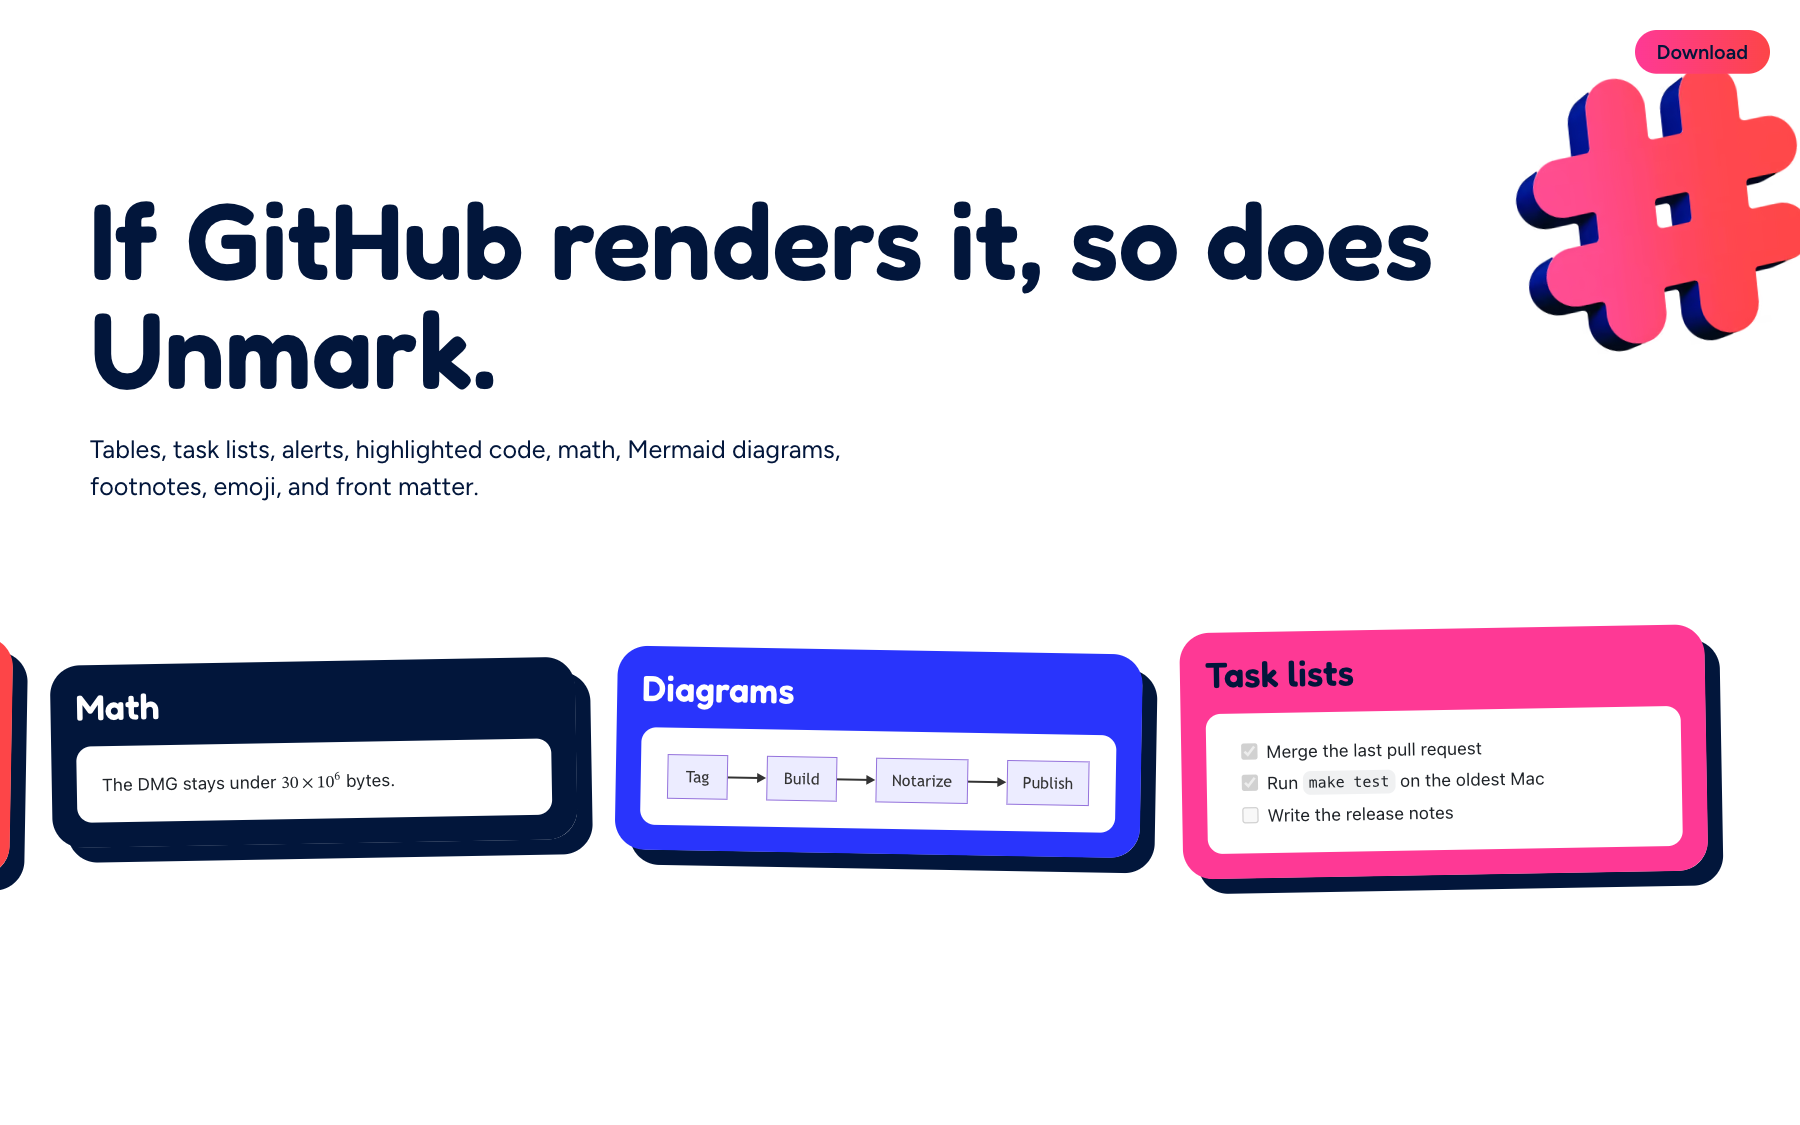 Download
If GitHub renders it, so does
Unmark.
Tables, task lists, alerts, highlighted code, math, Mermaid diagrams,
footnotes, emoji, and front matter.
Math
The DMG stays under 30 × 10⁶ bytes.
Diagrams
Tag
Build
Notarize
Publish
Task lists
Merge the last pull request
Run make test on the oldest Mac
Write the release notes